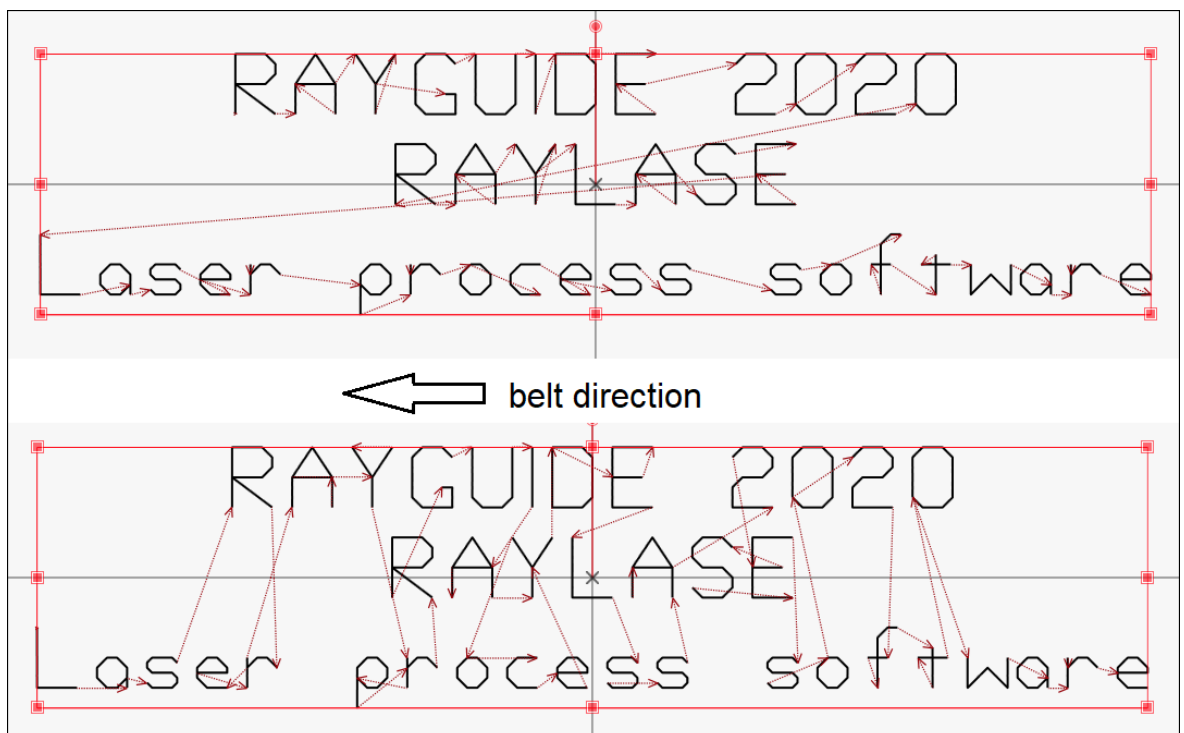 RAYGUIDE 2020
RAYLASE
Laser process software
belt direction
RAYGUIDE 2020
RAYLASE
Laser process software